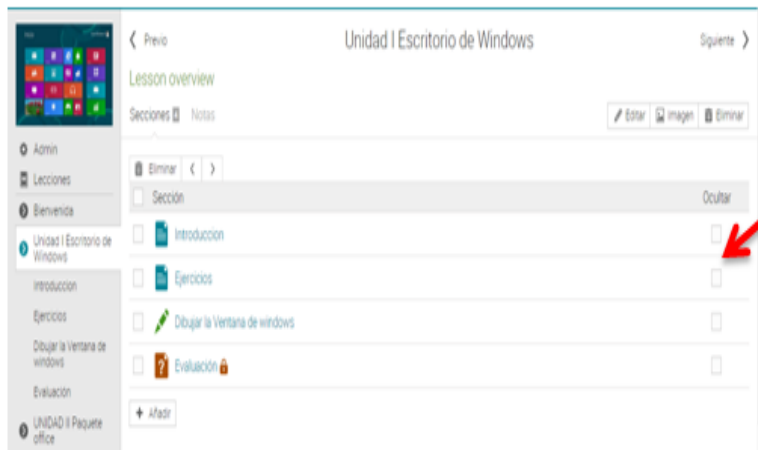 Previo
Unidad I Escritorio de Windows
Siguiente
Lesson overview
Secciones
Notas
Editar
Imagen
Eliminar
Admin
Lecciones
Bienvenida
Unidad I Escritorio de
Windows
Introduccion
Ejercicios
Dibujar la Ventana de
windows
Evaluación
UNIDAD II Paquete
office
Eliminar
Sección
Ocultar
Introduccion
Ejercicios
Dibujar la Ventana de windows
Evaluación
Añadir